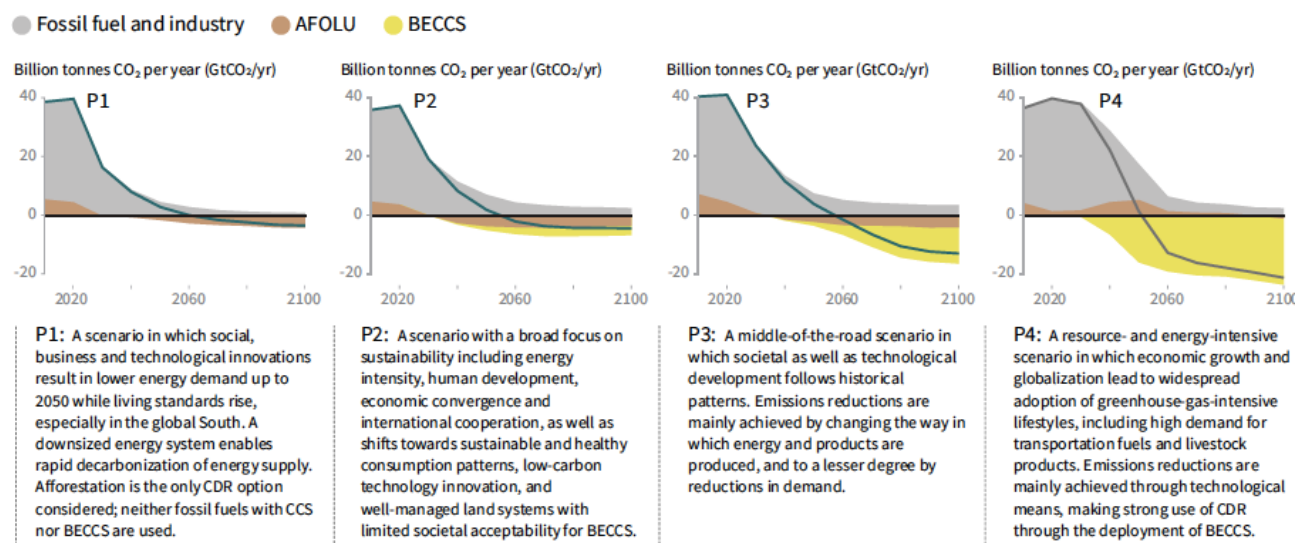 Fossil fuel and industry AFOLU BECCS
Billion tonnes CO₂ per year (GtCO₂/yr)
40
P1
20
0
-20
2020 2060 2100
Billion tonnes CO₂ per year (GtCO₂/yr)
40
P2
20
0
-20
2020 2060 2100
Billion tonnes CO₂ per year (GtCO₂/yr)
40
P3
20
0
-20
2020 2060 2100
Billion tonnes CO₂ per year (GtCO₂/yr)
40
P4
20
0
-20
2020 2060 2100
P1: A scenario in which social,
business and technological innovations
result in lower energy demand up to
2050 while living standards rise,
especially in the global South. A
downsized energy system enables
rapid decarbonization of energy supply.
Afforestation is the only CDR option
considered; neither fossil fuels with CCS
nor BECCS are used.
P2: A scenario with a broad focus on
sustainability including energy
intensity, human development,
economic convergence and
international cooperation, as well as
shifts towards sustainable and healthy
consumption patterns, low-carbon
technology innovation, and
well-managed land systems with
limited societal acceptability for BECCS.
P3: A middle-of-the-road scenario in
which societal as well as technological
development follows historical
patterns. Emissions reductions are
mainly achieved by changing the way in
which energy and products are
produced, and to a lesser degree by
reductions in demand.
P4: A resource- and energy-intensive
scenario in which economic growth and
globalization lead to widespread
adoption of greenhouse-gas-intensive
lifestyles, including high demand for
transportation fuels and livestock
products. Emissions reductions are
mainly achieved through technological
means, making strong use of CDR
through the deployment of BECCS.